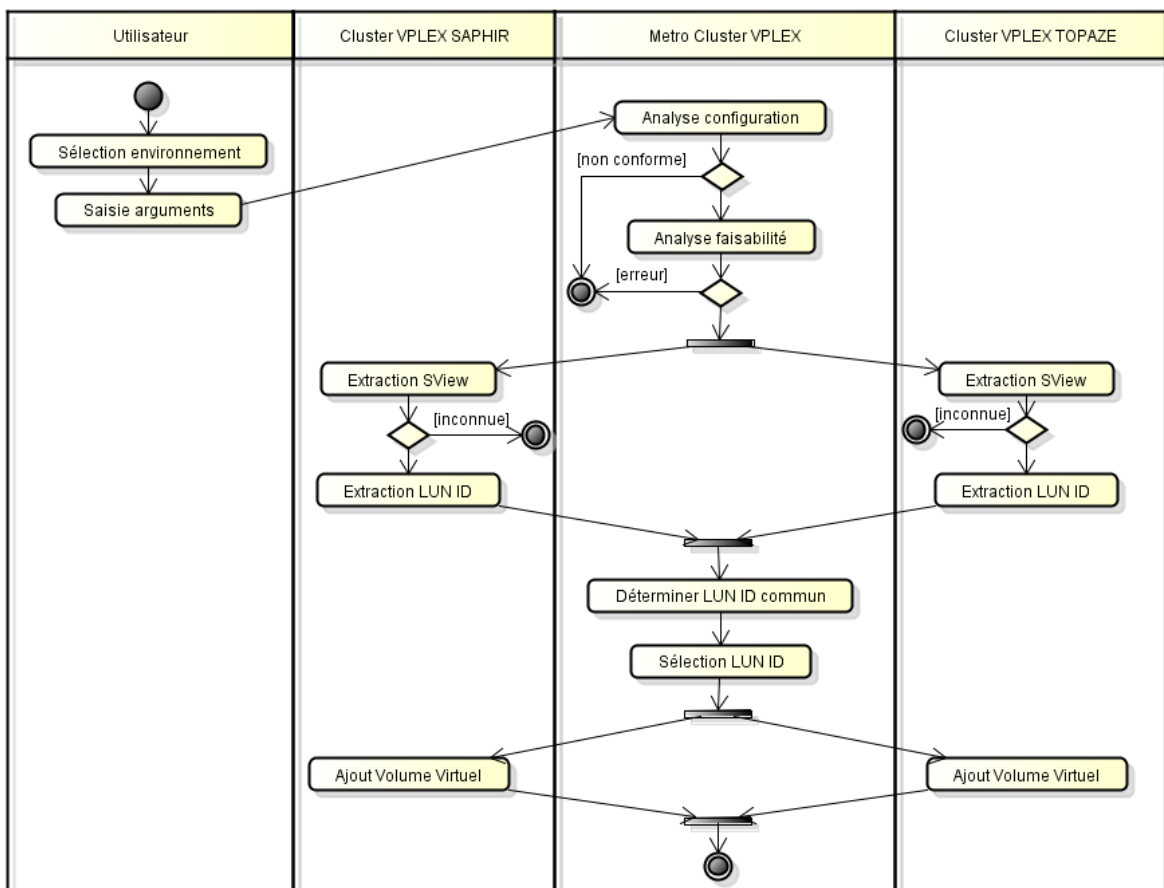 Utilisateur
Cluster VPLEX SAPHIR
Metro Cluster VPLEX
Cluster VPLEX TOPAZE
Analyse configuration
Sélection environnement
[non conforme]
Saisie arguments
Analyse faisabilité
[erreur]
Extraction SView
Extraction SView
[inconnue]
[inconnue]
Extraction LUN ID
Extraction LUN ID
Déterminer LUN ID commun
Sélection LUN ID
Ajout Volume Virtuel
Ajout Volume Virtuel